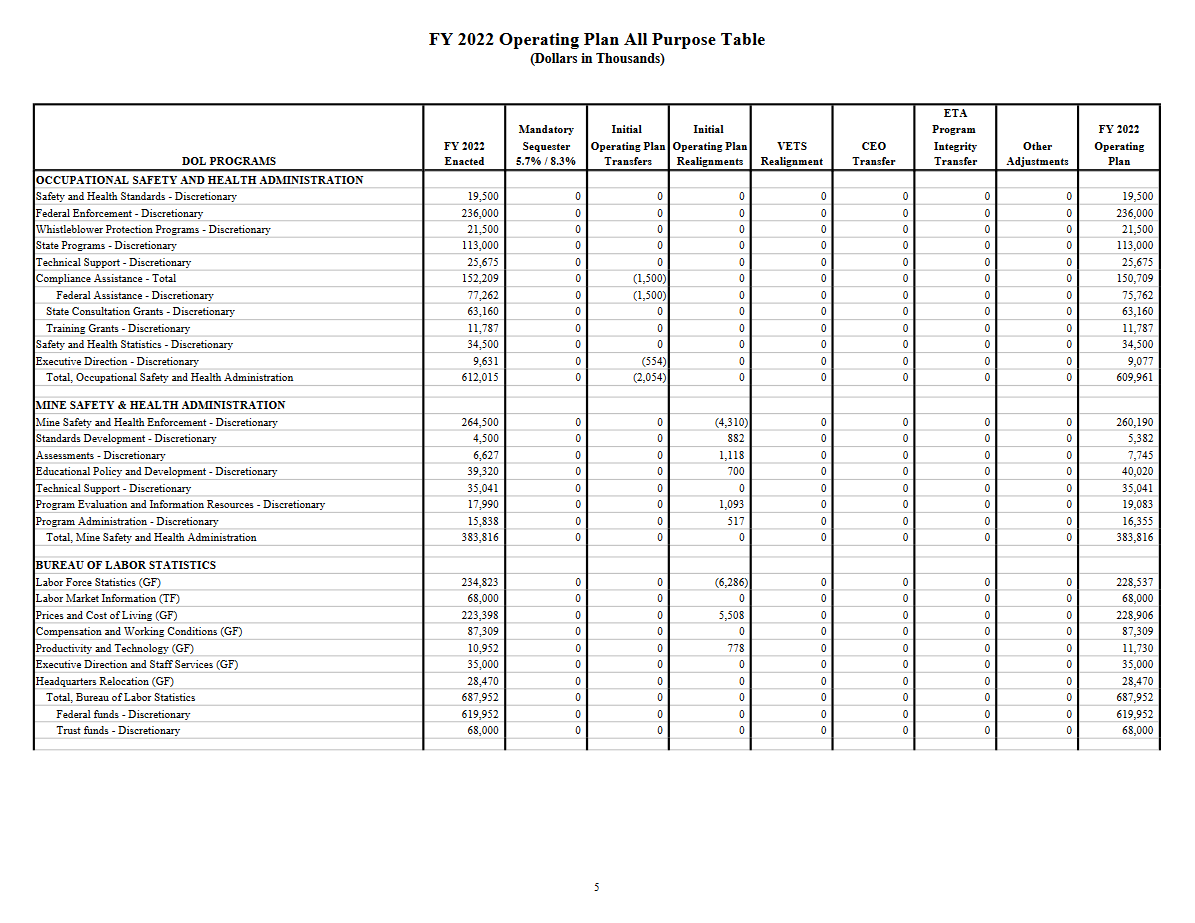 FY 2022 Operating Plan All Purpose Table
(Dollars in Thousands)
DOL PROGRAMS FY 2022 Enacted Mandatory Sequester 5.7% / 8.3% Initial Operating Plan Transfers Initial Operating Plan Realignments VETS Realignment CEO Transfer ETA Program Integrity Transfer Other Adjustments FY 2022 Operating Plan
OCCUPATIONAL SAFETY AND HEALTH ADMINISTRATION
Safety and Health Standards - Discretionary 19,500 0 0 0 0 0 0 0 19,500
Federal Enforcement - Discretionary 236,000 0 0 0 0 0 0 0 236,000
Whistleblower Protection Programs - Discretionary 21,500 0 0 0 0 0 0 0 21,500
State Programs - Discretionary 113,000 0 0 0 0 0 0 0 113,000
Technical Support - Discretionary 25,675 0 0 0 0 0 0 0 25,675
Compliance Assistance - Total 152,209 0 (1,500) 0 0 0 0 0 150,709
Federal Assistance - Discretionary 77,262 0 (1,500) 0 0 0 0 0 75,762
State Consultation Grants - Discretionary 63,160 0 0 0 0 0 0 0 63,160
Training Grants - Discretionary 11,787 0 0 0 0 0 0 0 11,787
Safety and Health Statistics - Discretionary 34,500 0 0 0 0 0 0 0 34,500
Executive Direction - Discretionary 9,631 0 (554) 0 0 0 0 0 9,077
Total, Occupational Safety and Health Administration 612,015 0 (2,054) 0 0 0 0 0 609,961
MINE SAFETY & HEALTH ADMINISTRATION
Mine Safety and Health Enforcement - Discretionary 264,500 0 0 (4,310) 0 0 0 0 260,190
Standards Development - Discretionary 4,500 0 0 882 0 0 0 0 5,382
Assessments - Discretionary 6,627 0 0 1,118 0 0 0 0 7,745
Educational Policy and Development - Discretionary 39,320 0 0 700 0 0 0 0 40,020
Technical Support - Discretionary 35,041 0 0 0 0 0 0 0 35,041
Program Evaluation and Information Resources - Discretionary 17,990 0 0 1,093 0 0 0 0 19,083
Program Administration - Discretionary 15,838 0 0 517 0 0 0 0 16,355
Total, Mine Safety and Health Administration 383,816 0 0 0 0 0 0 0 383,816
BUREAU OF LABOR STATISTICS
Labor Force Statistics (GF) 234,823 0 0 (6,286) 0 0 0 0 228,537
Labor Market Information (TF) 68,000 0 0 0 0 0 0 0 68,000
Prices and Cost of Living (GF) 223,398 0 0 5,508 0 0 0 0 228,906
Compensation and Working Conditions (GF) 87,309 0 0 0 0 0 0 0 87,309
Productivity and Technology (GF) 10,952 0 0 778 0 0 0 0 11,730
Executive Direction and Staff Services (GF) 35,000 0 0 0 0 0 0 0 35,000
Headquarters Relocation (GF) 28,470 0 0 0 0 0 0 0 28,470
Total, Bureau of Labor Statistics 687,952 0 0 0 0 0 0 0 687,952
Federal funds - Discretionary 619,952 0 0 0 0 0 0 0 619,952
Trust funds - Discretionary 68,000 0 0 0 0 0 0 0 68,000
5